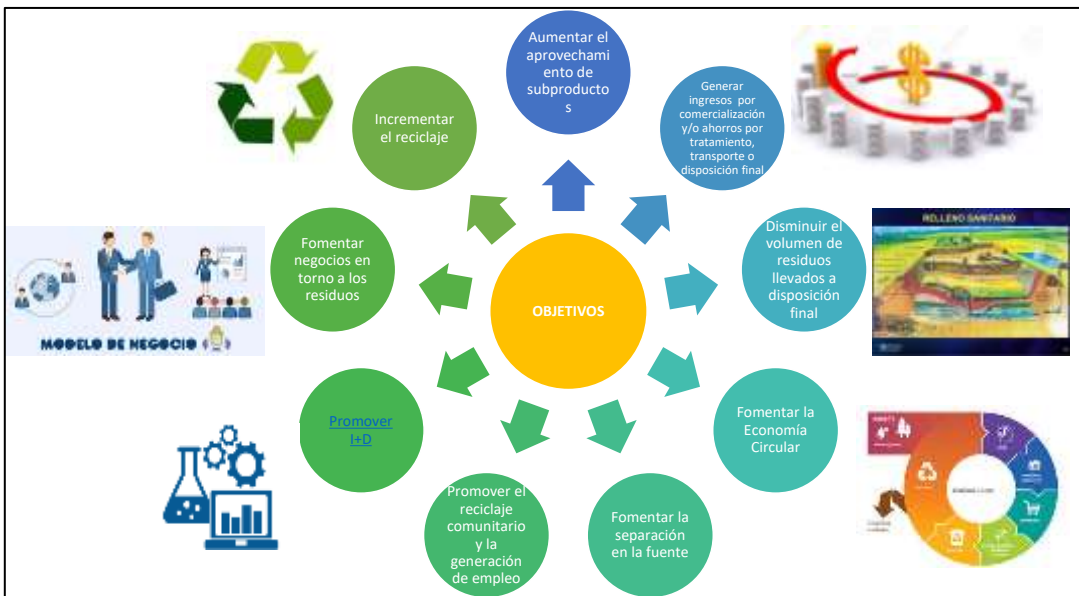 Aumentar el
aprovechami
ento de
subproducto
s
Generar
ingresos por
comercialización
y/o ahorros por
tratamiento,
transporte o
disposición final
Disminuir el
volumen de
residuos
llevados a
disposición
final
Fomentar la
Economía
Circular
Fomentar la
separación
en la fuente
Promover el
reciclaje
comunitario
y la
generación
de empleo
Promover
I+D
Fomentar
negocios en
torno a los
residuos
Incrementar
el reciclaje
OBJETIVOS
MODELO DE NEGOCIO
RELLENO SANITARIO